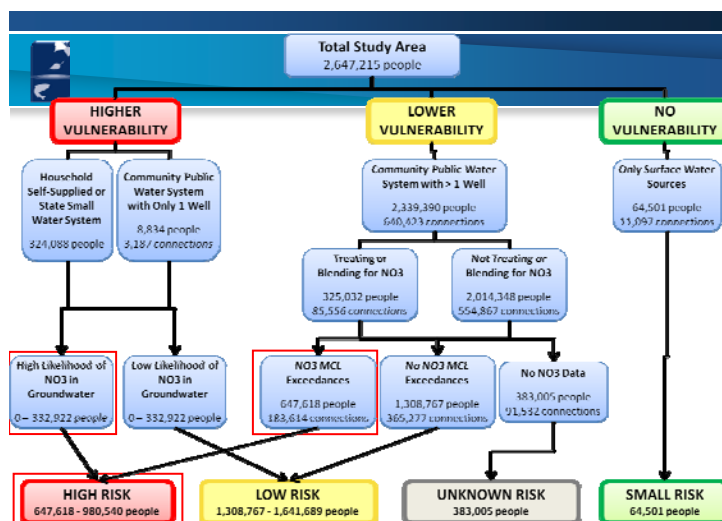 Total Study Area
2,647,215 people
HIGHER
VULNERABILITY
LOWER
VULNERABILITY
NO
VULNERABILITY
Household
Self-Supplied or
State Small
Water System
324,088 people
Community Public
Water System
with Only 1 Well
8,834 people
3,187 connections
Community Public Water
System with > 1 Well
2,339,390 people
640,423 connections
Only Surface Water
Sources
64,501 people
11,092 connections
Treating or
Blending for NO3
325,032 people
85,556 connections
Not Treating or
Blending for NO3
2,014,348 people
554,867 connections
High Likelihood of
NO3 in
Groundwater
0 – 332,922 people
Low Likelihood of
NO3 in
Groundwater
0 – 332,922 people
NO3 MCL
Exceedances
647,618 people
183,614 connections
No NO3 MCL
Exceedances
1,308,767 people
365,277 connections
No NO3 Data
383,005 people
91,532 connections
HIGH RISK
647,618 - 980,540 people
LOW RISK
1,308,767 - 1,641,689 people
UNKNOWN RISK
383,005 people
SMALL RISK
64,501 people